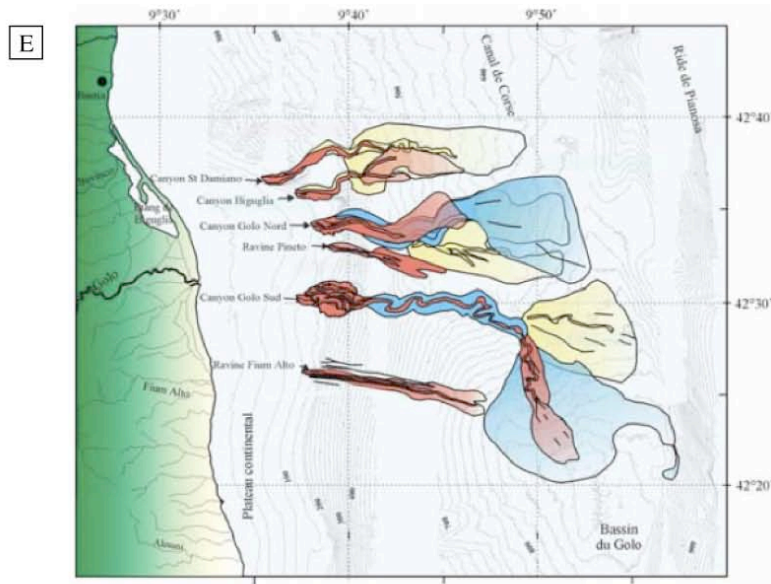 E
9°30'
9°40'
9°50'
Bastia
Canal de Corse
Ride de Pianosa
42°40'
Canyon St Damiano
Canyon Biguglia
Etang de
Biguglia
Canyon Golo Nord
Ravine Pineto
Golo
Canyon Golo Sud
42°30'
Ravine Fium Alto
Fium Alto
Plateau continental
42°20'
Bassin
du Golo